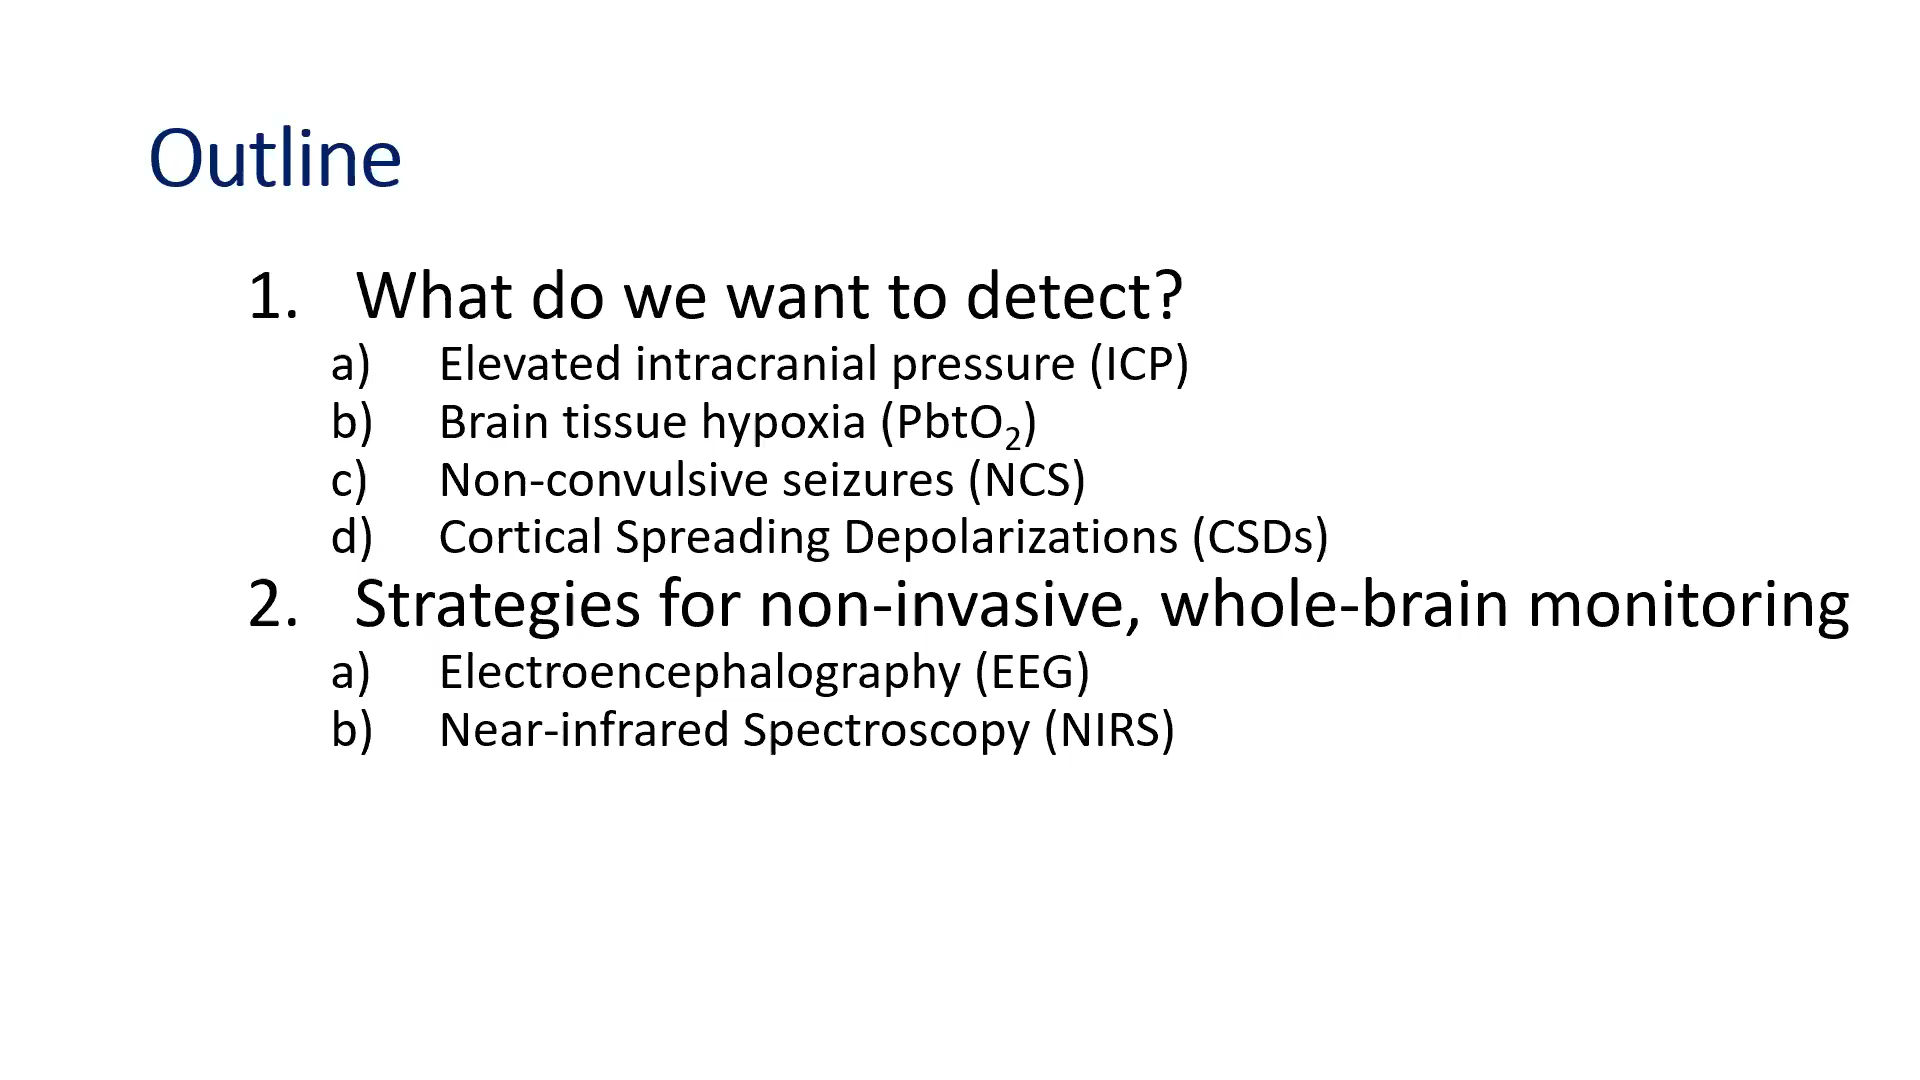 Outline
1. What do we want to detect?
a) Elevated intracranial pressure (ICP)
b) Brain tissue hypoxia (PbtO₂)
c) Non-convulsive seizures (NCS)
d) Cortical Spreading Depolarizations (CSDs)
2. Strategies for non-invasive, whole-brain monitoring
a) Electroencephalography (EEG)
b) Near-infrared Spectroscopy (NIRS)